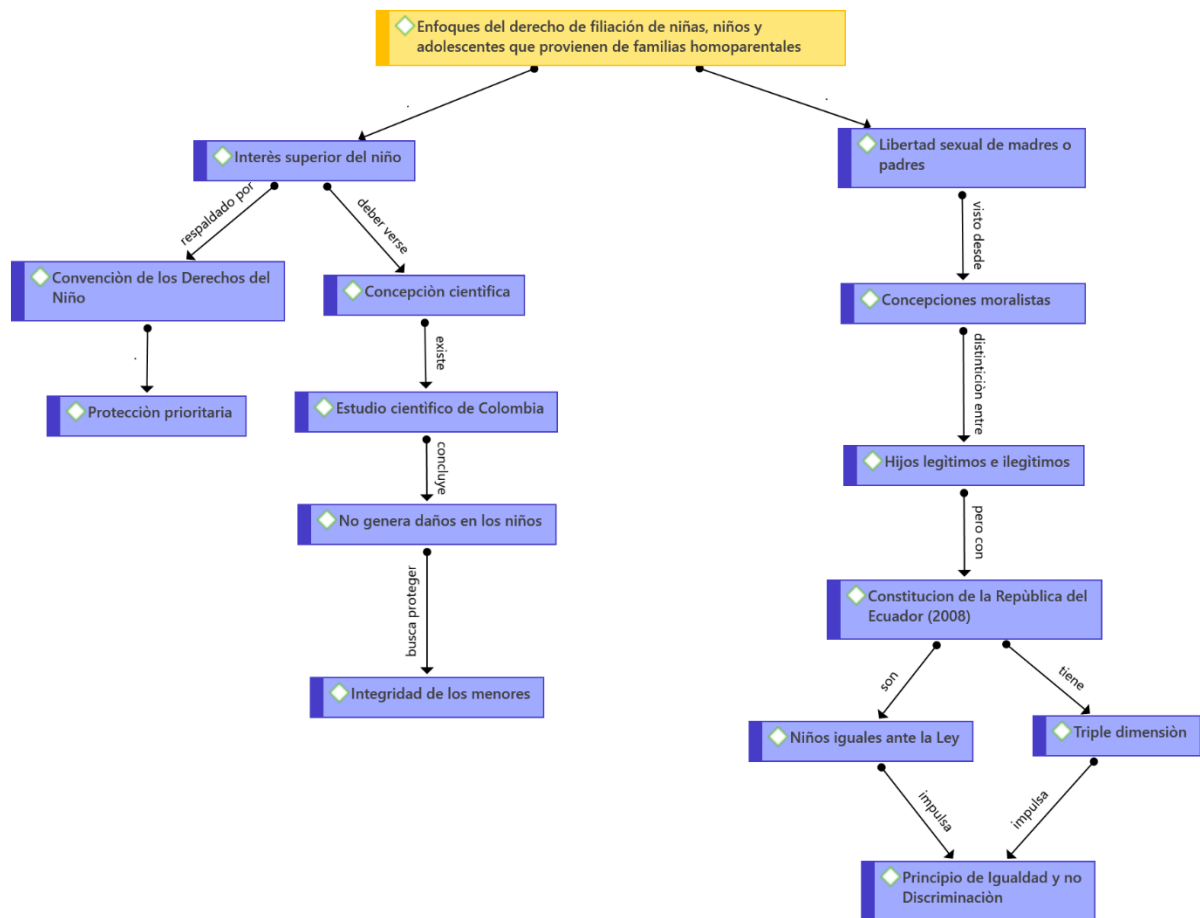 Enfoques del derecho de filiación de niñas, niños y
adolescentes que provienen de familias homoparentales
.
.
Interès superior del niño
Libertad sexual de madres o
padres
respaldado por
deber verse
visto desde
Convenciòn de los Derechos del
Niño
Concepciòn cientìfica
Concepciones moralistas
.
existe
distinticiòn entre
Protecciòn prioritaria
Estudio cientìfico de Colombia
concluye
Hijos legìtimos e ilegìtimos
No genera daños en los niños
pero con
busca proteger
Constitucion de la Repùblica del
Ecuador (2008)
Integridad de los menores
son
tiene
Niños iguales ante la Ley
Triple dimensiòn
impulsa
impulsa
Principio de Igualdad y no
Discriminaciòn